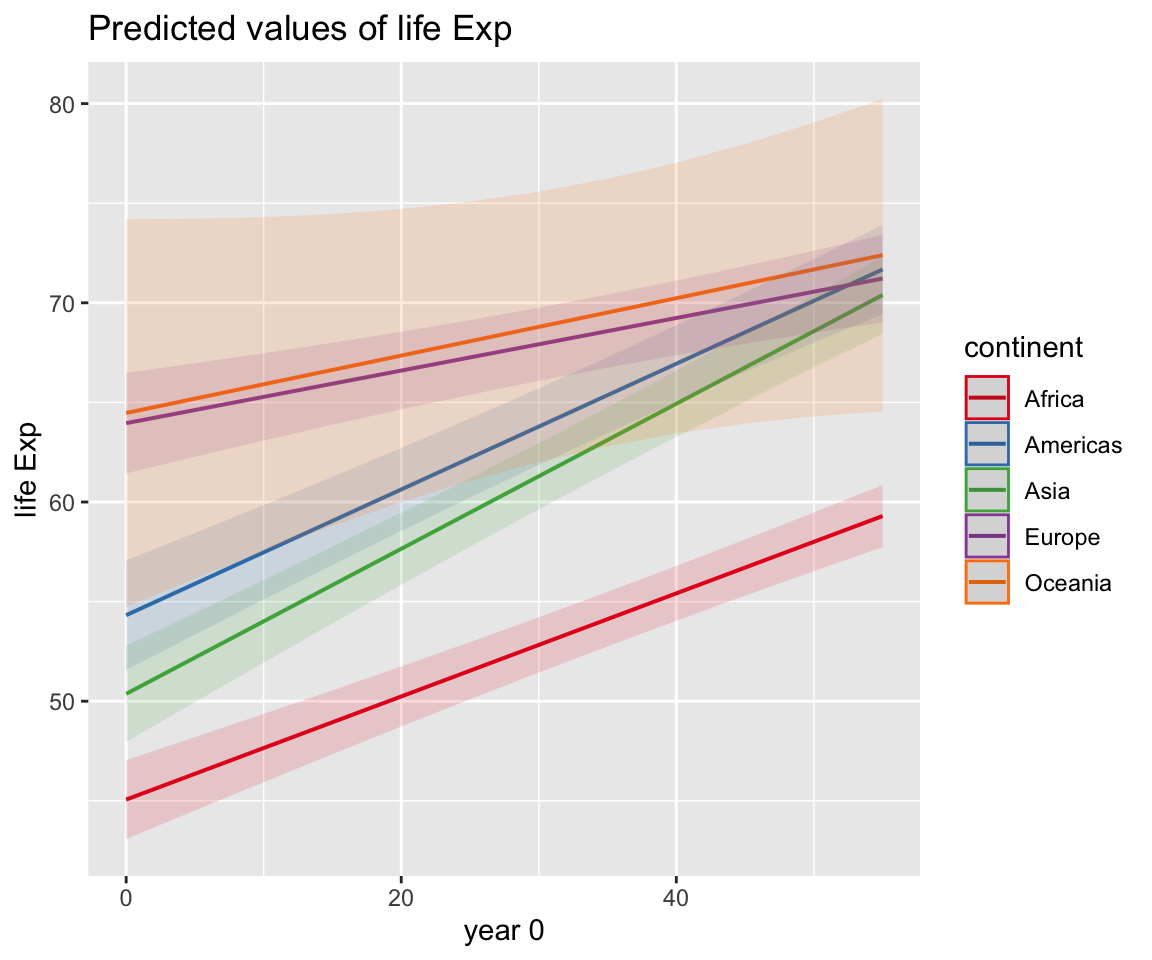 Predicted values of life Exp
80
70
60
50
life Exp
0
20
40
year 0
continent
Africa
Americas
Asia
Europe
Oceania